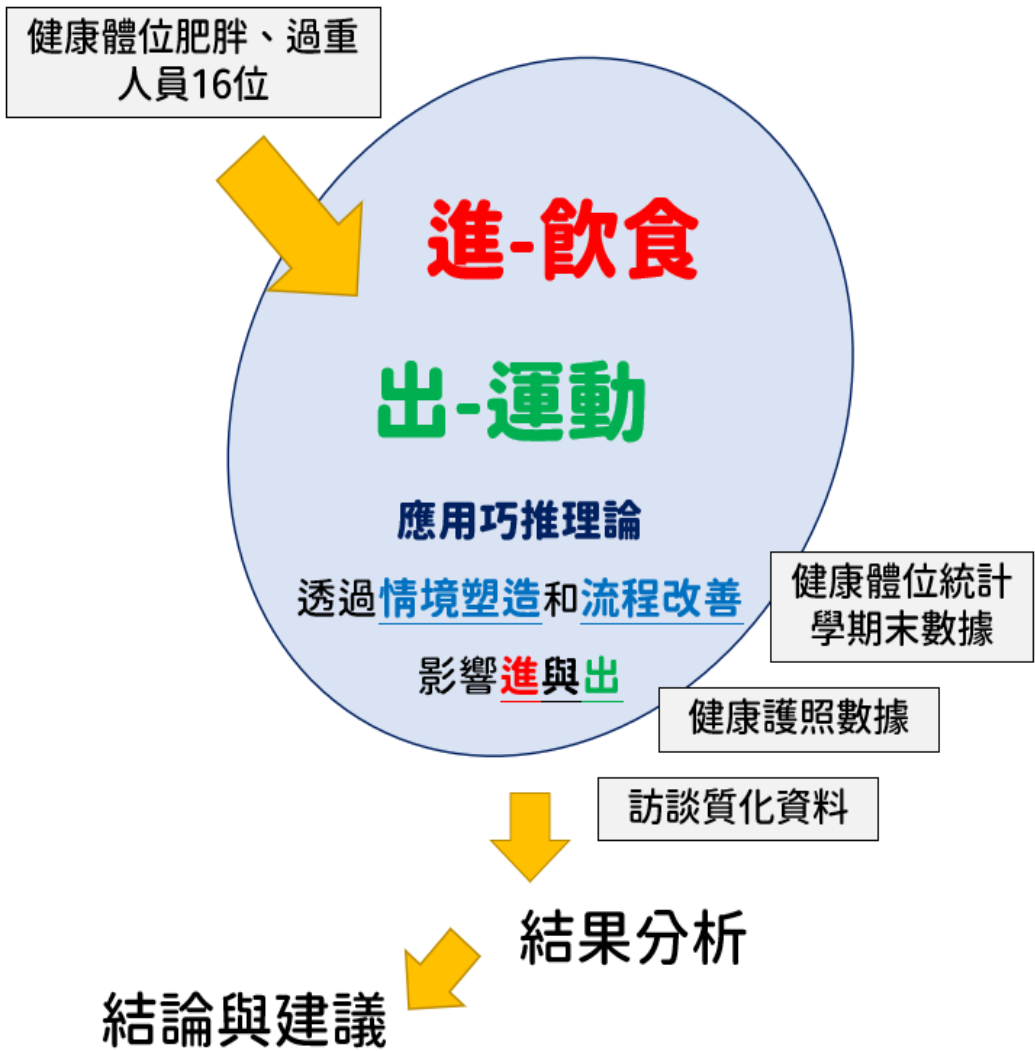 健康體位肥胖、過重
人員16位
進-飲食
出-運動
應用巧推理論
透過情境塑造和流程改善
影響進與出
健康體位統計
學期末數據
健康護照數據
訪談質化資料
結果分析
結論與建議